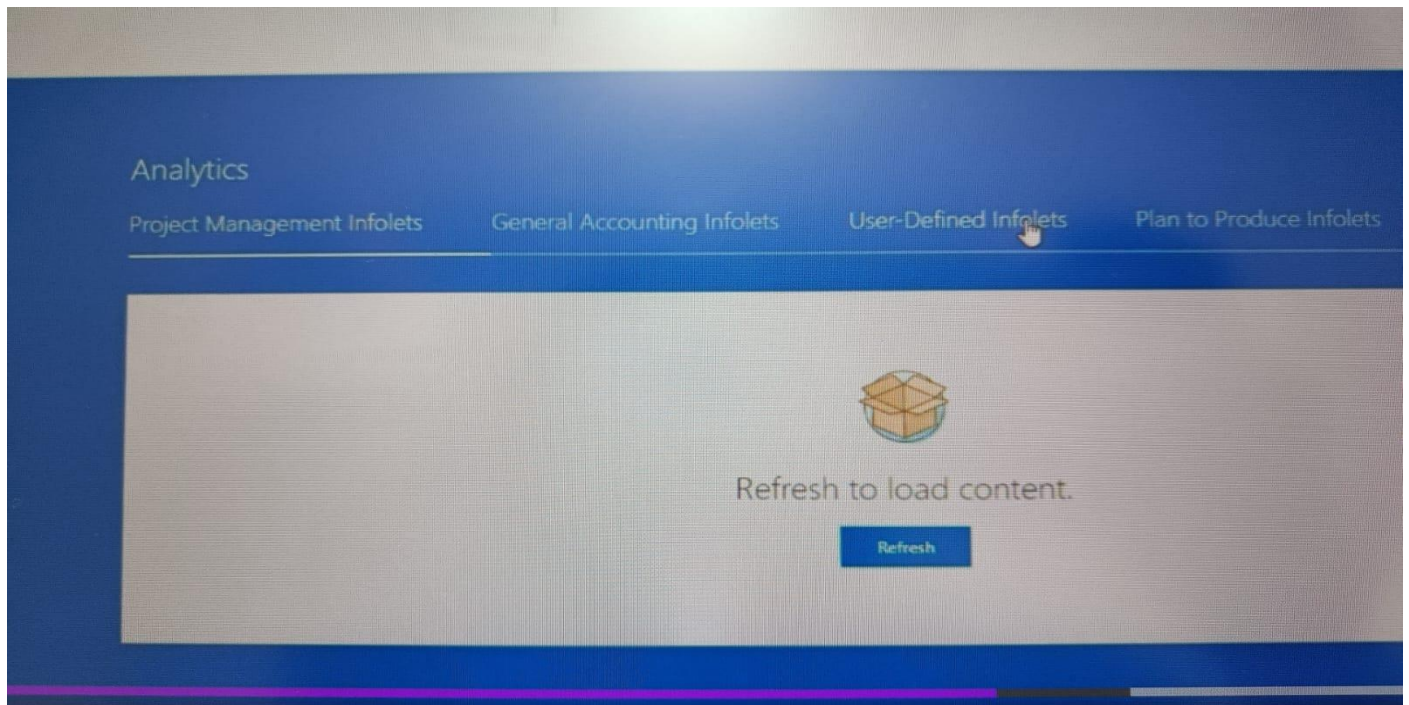 Analytics
Project Management Infolets General Accounting Infolets User-Defined Infolets Plan to Produce Infolets
Refresh to load content.
Refresh